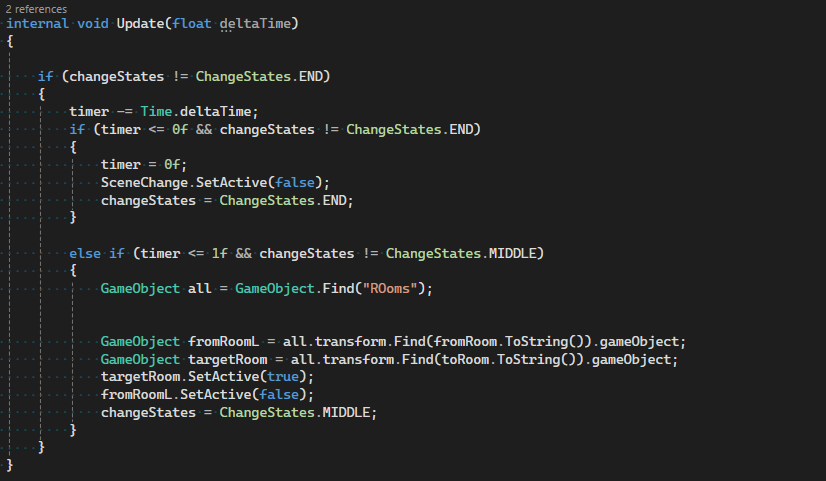 2 references
internal void Update(float deltaTime)
{
if (changeStates != ChangeStates.END)
{
timer -= Time.deltaTime;
if (timer <= 0f && changeStates != ChangeStates.END)
{
timer = 0f;
SceneChange.SetActive(false);
changeStates = ChangeStates.END;
}
else if (timer <= 1f && changeStates != ChangeStates.MIDDLE)
{
GameObject all = GameObject.Find("ROoms");
GameObject fromRoomL = all.transform.Find(fromRoom.ToString()).gameObject;
GameObject targetRoom = all.transform.Find(toRoom.ToString()).gameObject;
targetRoom.SetActive(true);
fromRoomL.SetActive(false);
changeStates = ChangeStates.MIDDLE;
}
}
}